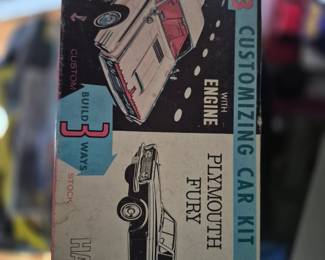 3 CUSTOMIZING CAR KIT
WITH
ENGINE
CUSTOM
BUILD
3
WAYS
STOCK
PLYMOUTH
FURY